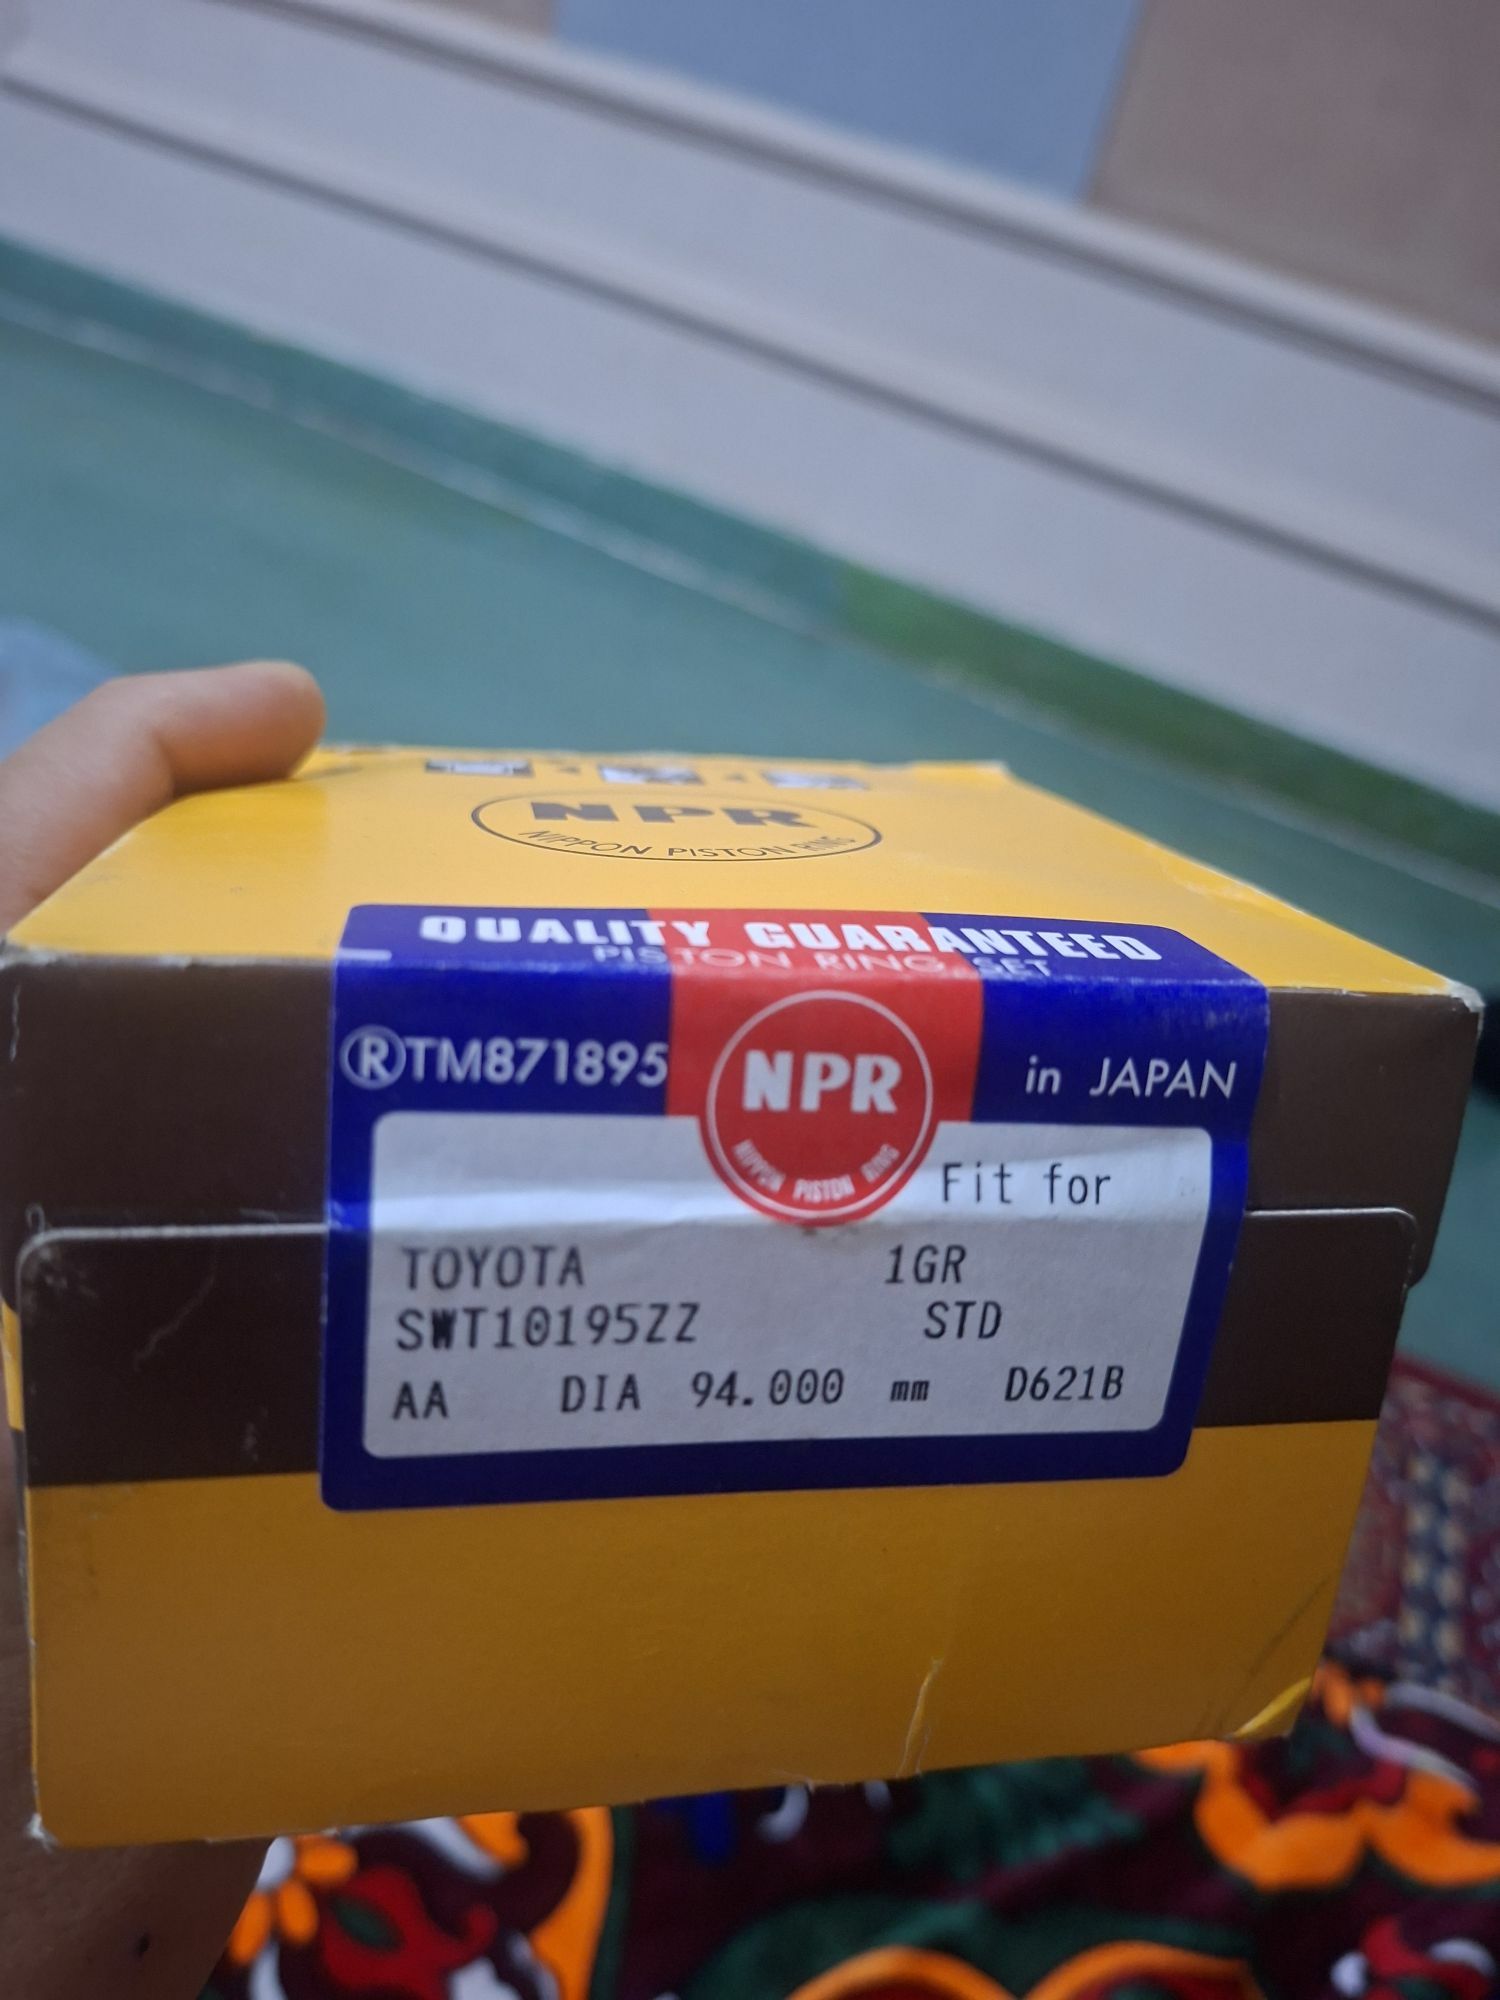 NPR
NIPPON PISTON RING
QUALITY GUARANTEED
PISTON RING SET
®TM871895
NPR
NIPPON PISTON RING
in JAPAN
Fit for
TOYOTA 1GR
SWT10195ZZ STD
AA DIA 94.000 mm D621B